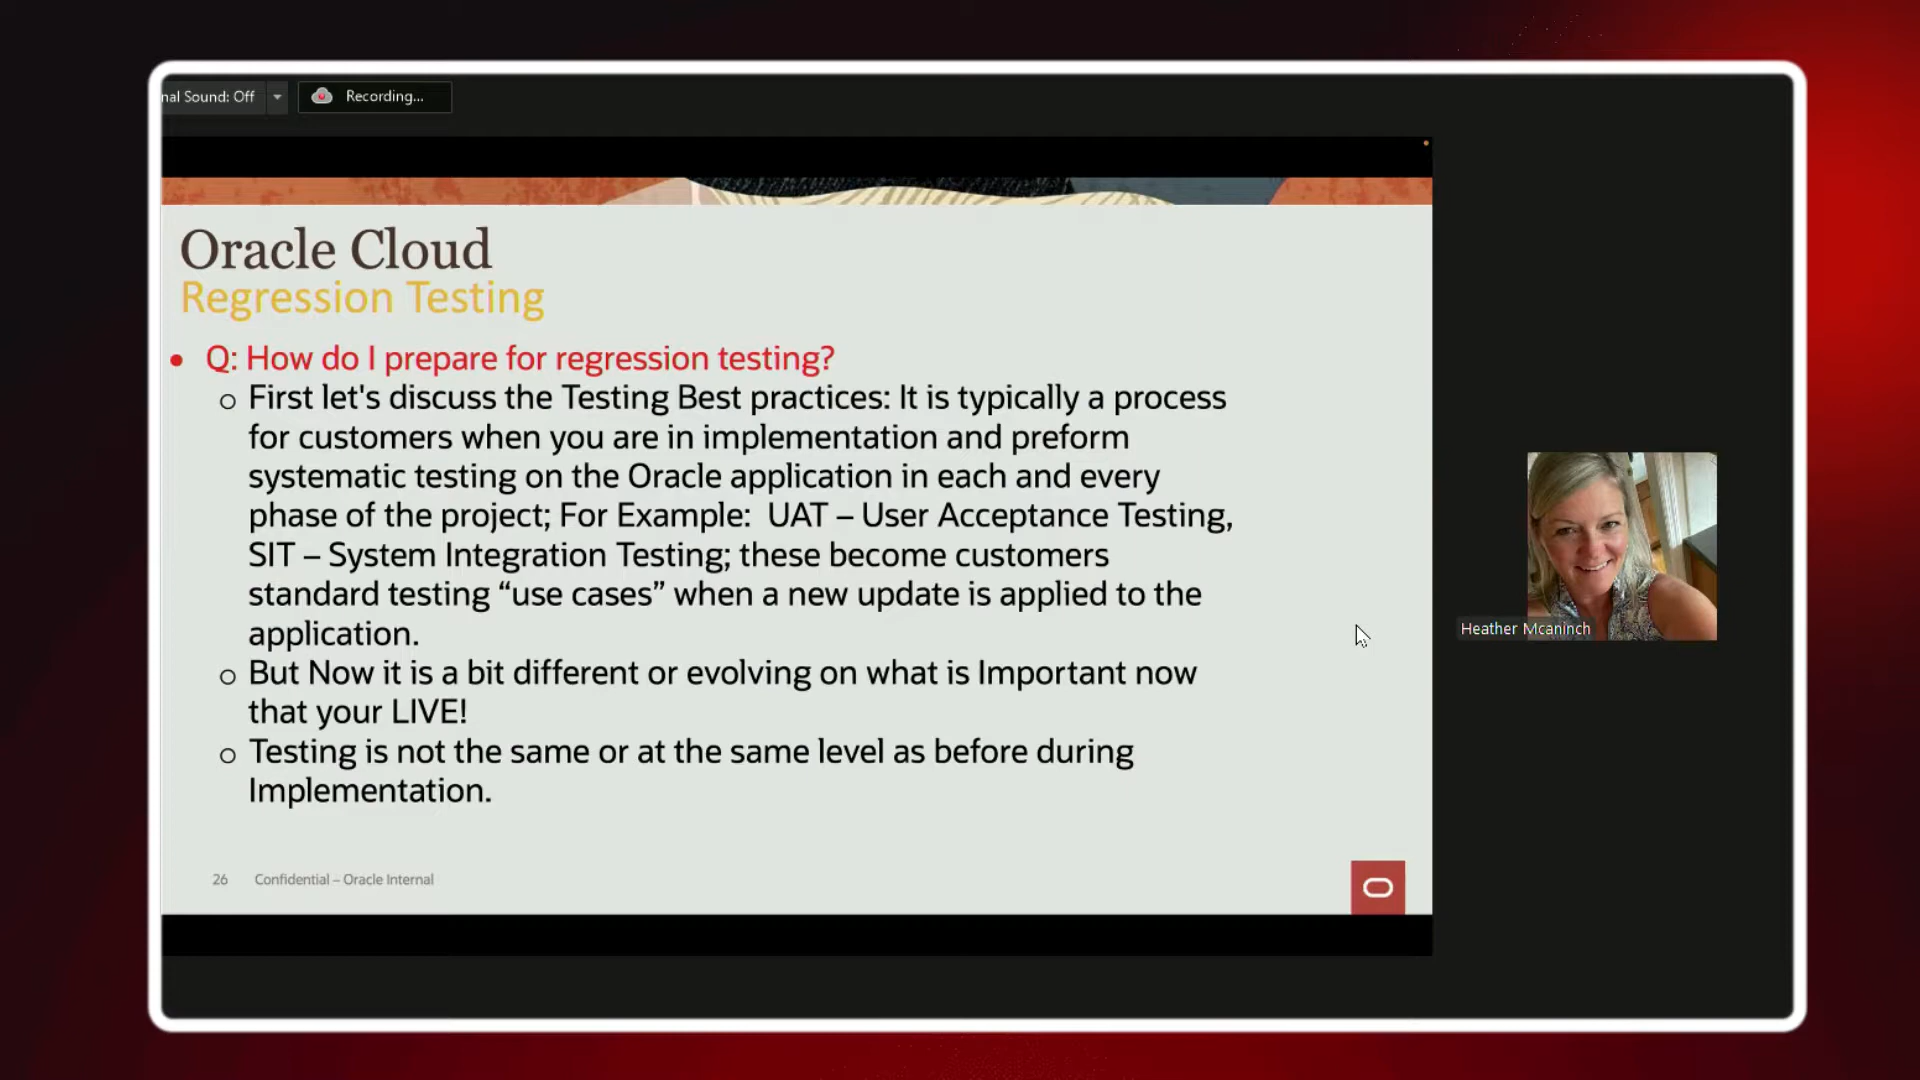 nal Sound: Off
Recording...
Oracle Cloud
Regression Testing
• Q: How do I prepare for regression testing?
o First let's discuss the Testing Best practices: It is typically a process
for customers when you are in implementation and preform
systematic testing on the Oracle application in each and every
phase of the project; For Example:  UAT – User Acceptance Testing,
SIT – System Integration Testing; these become customers
standard testing “use cases” when a new update is applied to the
application.
o But Now it is a bit different or evolving on what is Important now
that your LIVE!
o Testing is not the same or at the same level as before during
Implementation.
26 Confidential – Oracle Internal
Heather Mcaninch